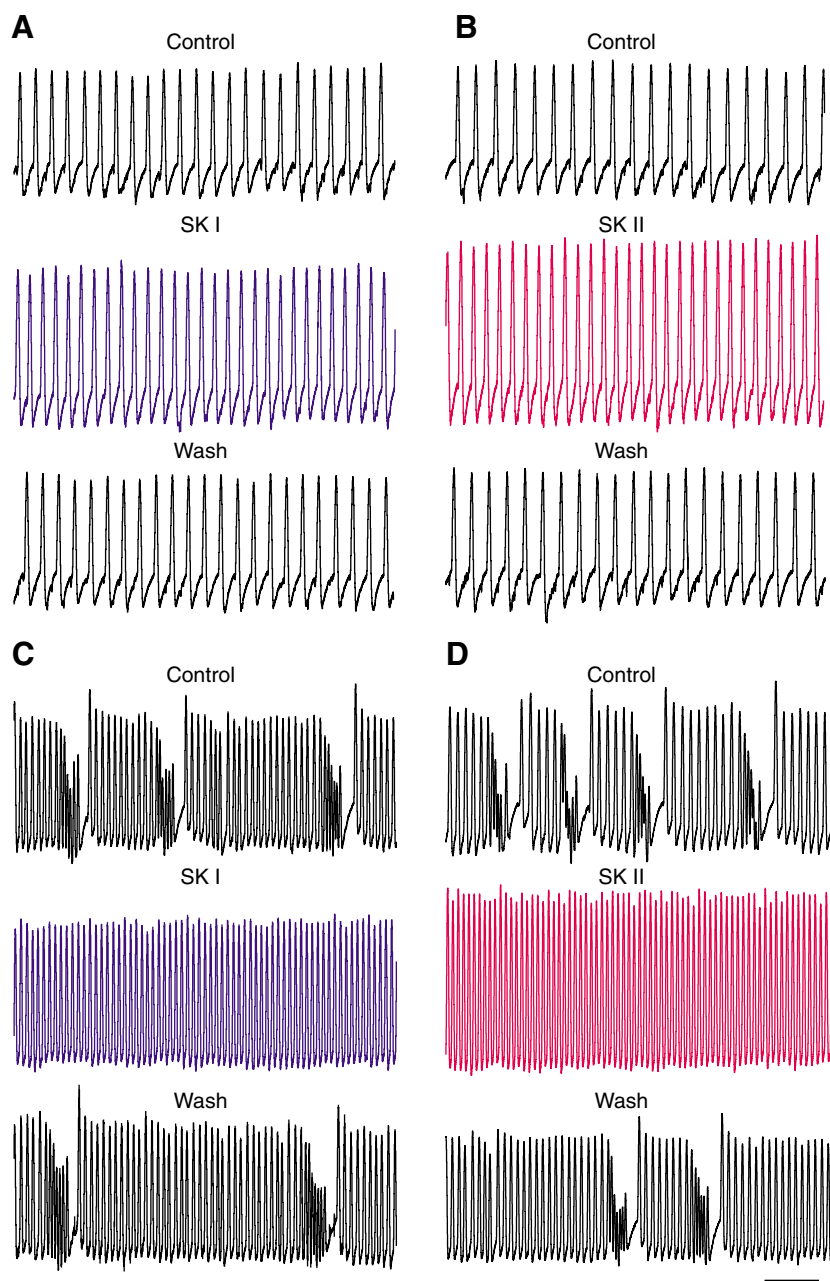 A
Control
SK I
Wash
B
Control
SK II
Wash
C
Control
SK I
Wash
D
Control
SK II
Wash